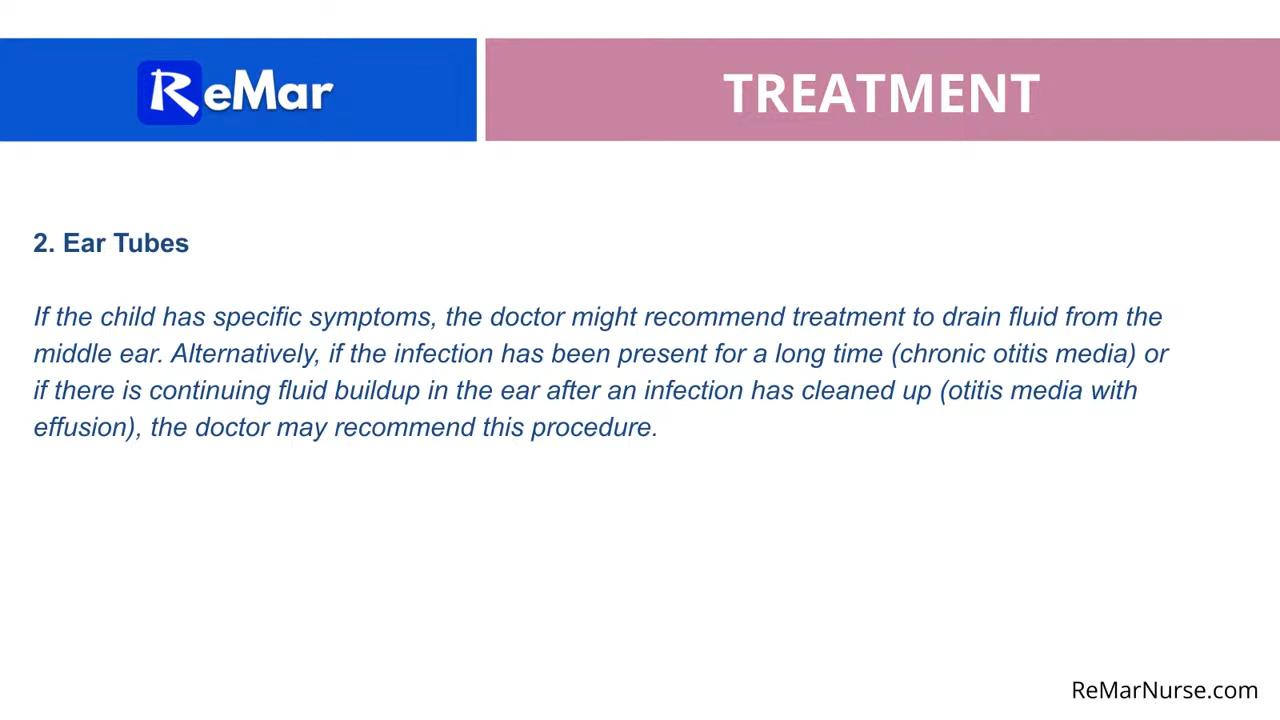 ReMar
TREATMENT
2. Ear Tubes
If the child has specific symptoms, the doctor might recommend treatment to drain fluid from the
middle ear. Alternatively, if the infection has been present for a long time (chronic otitis media) or
if there is continuing fluid buildup in the ear after an infection has cleaned up (otitis media with
effusion), the doctor may recommend this procedure.
ReMarNurse.com